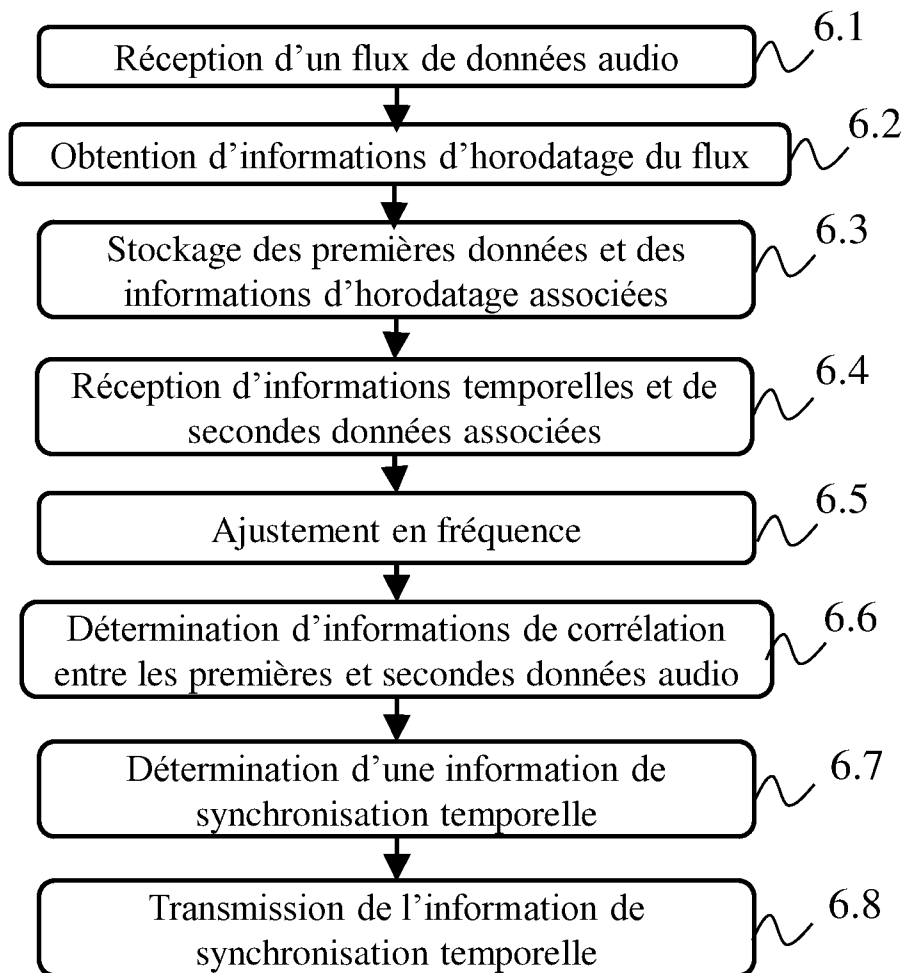 Réception d'un flux de données audio
6.1
Obtention d'informations d'horodatage du flux
6.2
Stockage des premières données et des
informations d'horodatage associées
6.3
Réception d'informations temporelles et de
secondes données associées
6.4
Ajustement en fréquence
6.5
Détermination d'informations de corrélation
entre les premières et secondes données audio
6.6
Détermination d'une information de
synchronisation temporelle
6.7
Transmission de l'information de
synchronisation temporelle
6.8